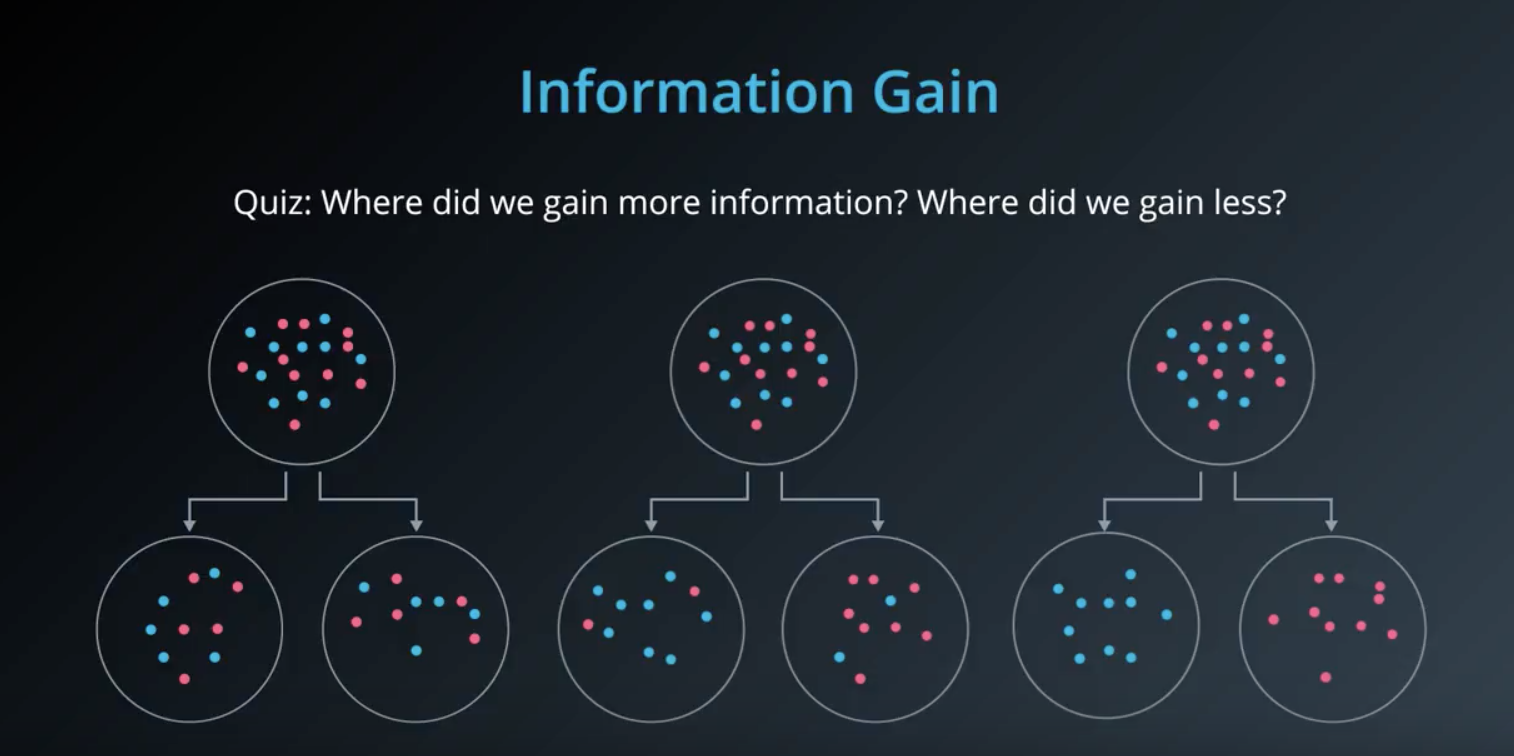 Information Gain
Quiz: Where did we gain more information? Where did we gain less?